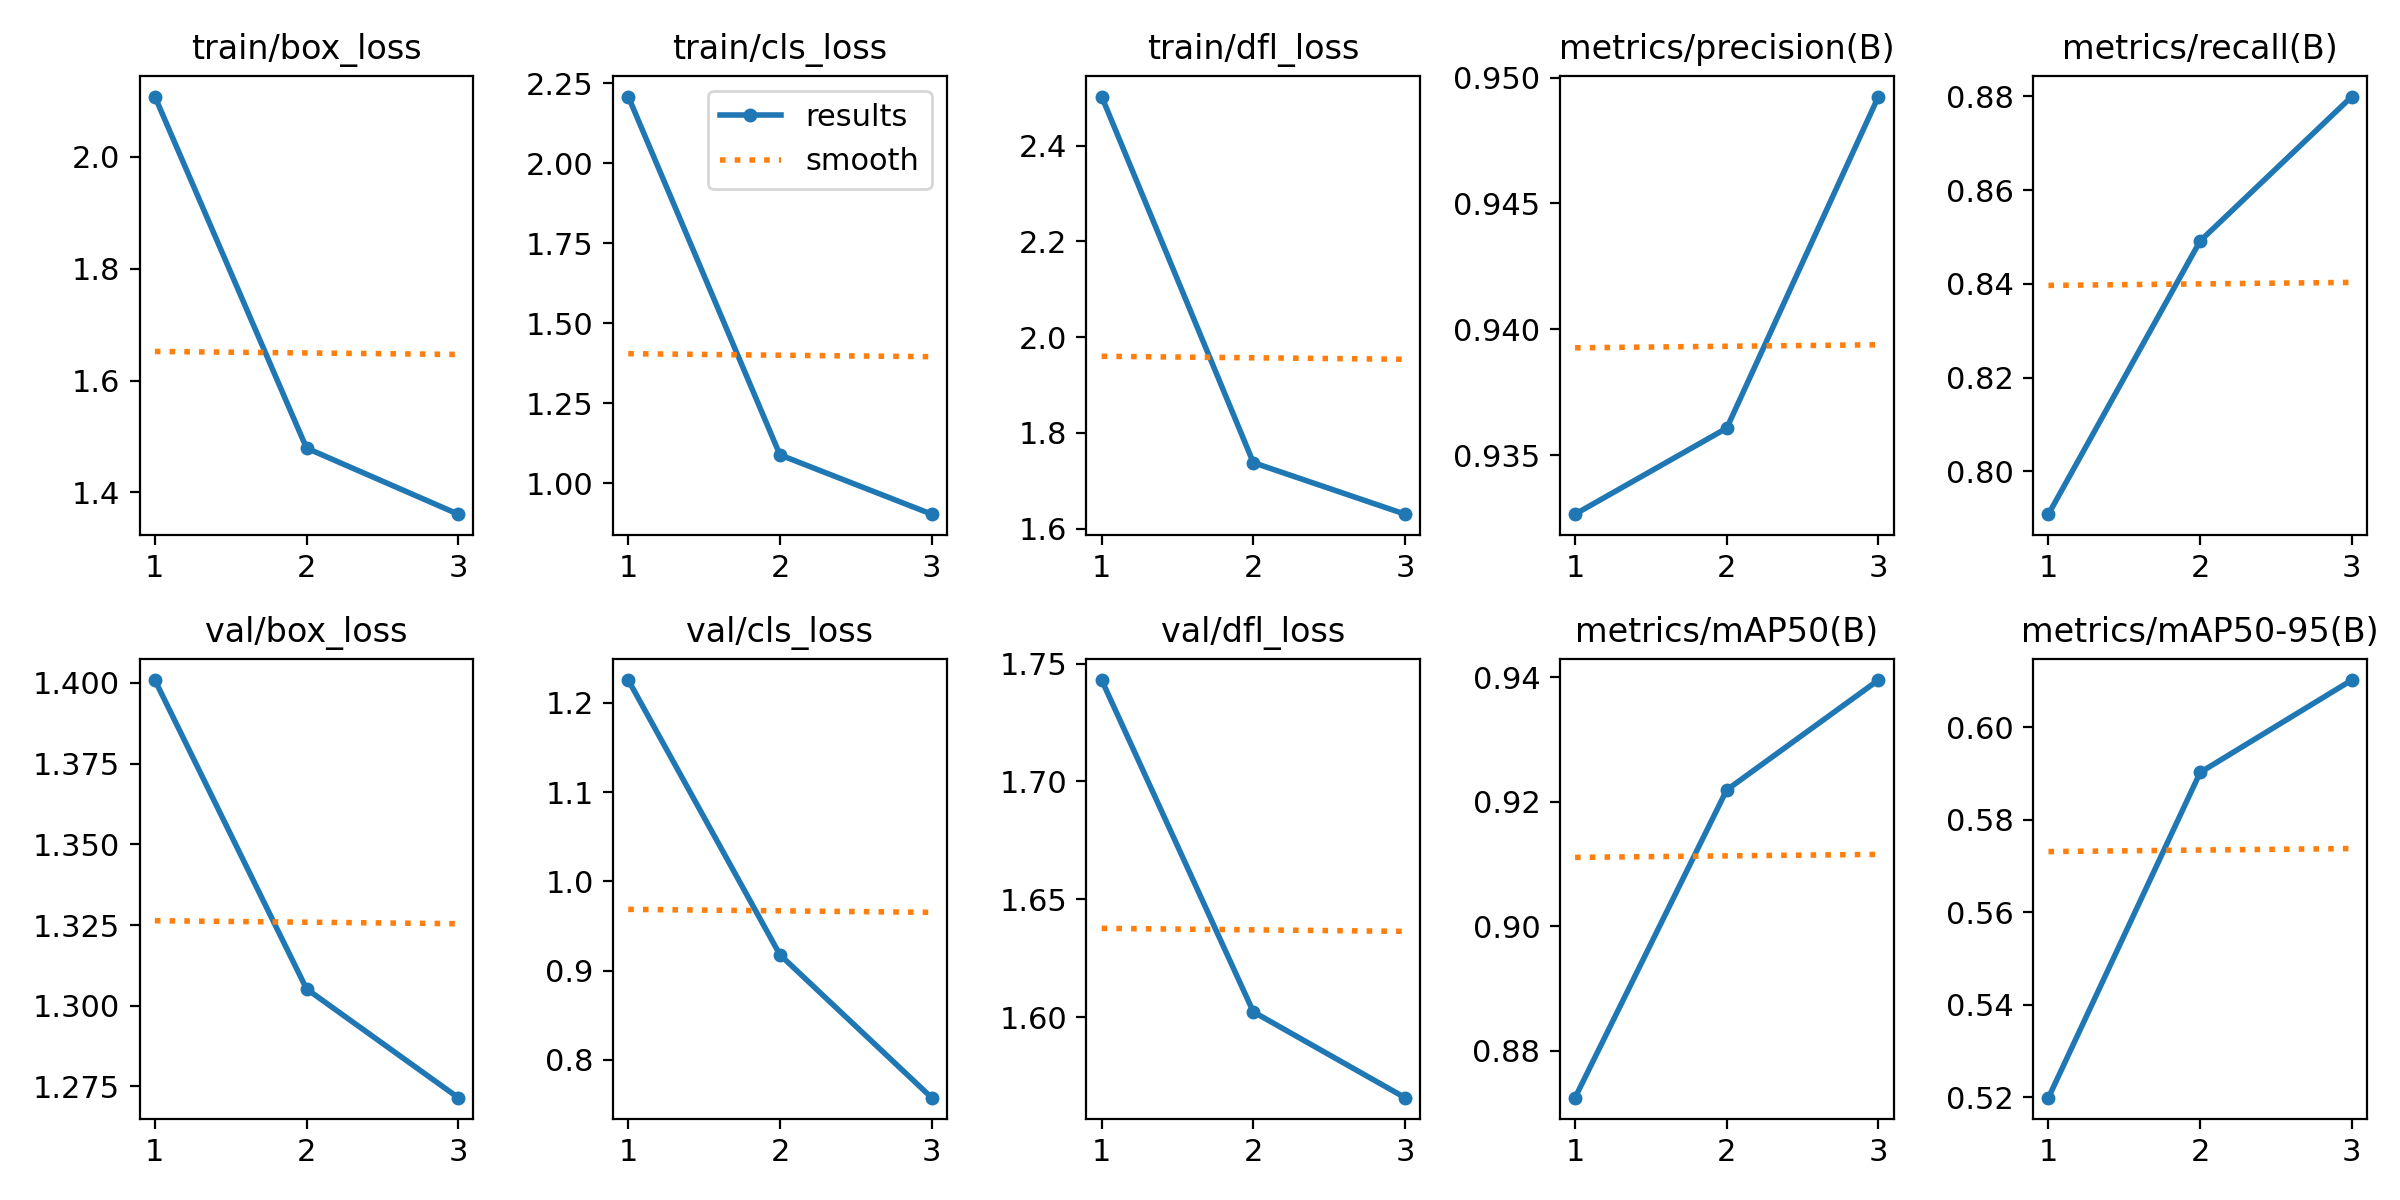 train/box_loss
2.0
1.8
1.6
1.4
1 2 3
train/cls_loss
results
smooth
2.25
2.00
1.75
1.50
1.25
1.00
1 2 3
train/dfl_loss
2.4
2.2
2.0
1.8
1.6
1 2 3
metrics/precision(B)
0.950
0.945
0.940
0.935
1 2 3
metrics/recall(B)
0.88
0.86
0.84
0.82
0.80
1 2 3
val/box_loss
1.400
1.375
1.350
1.325
1.300
1.275
1 2 3
val/cls_loss
1.2
1.1
1.0
0.9
0.8
1 2 3
val/dfl_loss
1.75
1.70
1.65
1.60
1 2 3
metrics/mAP50(B)
0.94
0.92
0.90
0.88
1 2 3
metrics/mAP50-95(B)
0.60
0.58
0.56
0.54
0.52
1 2 3